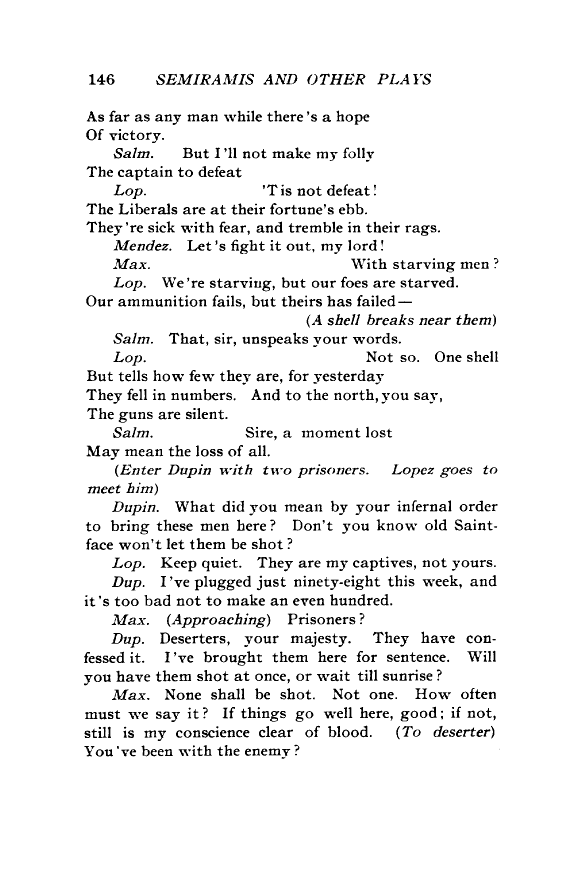 146 SEMIRAMIS AND OTHER PLAYS
As far as any man while there's a hope
Of victory.
Salm. But I'll not make my folly
The captain to defeat
Lop. 'Tis not defeat!
The Liberals are at their fortune's ebb.
They're sick with fear, and tremble in their rags.
Mendez. Let's fight it out, my lord!
Max. With starving men?
Lop. We're starving, but our foes are starved.
Our ammunition fails, but theirs has failed—
(A shell breaks near them)
Salm. That, sir, unspeaks your words.
Lop. Not so. One shell
But tells how few they are, for yesterday
They fell in numbers. And to the north, you say,
The guns are silent.
Salm. Sire, a moment lost
May mean the loss of all.
(Enter Dupin with two prisoners. Lopez goes to
meet him)
Dupin. What did you mean by your infernal order
to bring these men here? Don't you know old Saint-
face won't let them be shot?
Lop. Keep quiet. They are my captives, not yours.
Dup. I've plugged just ninety-eight this week, and
it's too bad not to make an even hundred.
Max. (Approaching) Prisoners?
Dup. Deserters, your majesty. They have con-
fessed it. I've brought them here for sentence. Will
you have them shot at once, or wait till sunrise?
Max. None shall be shot. Not one. How often
must we say it? If things go well here, good; if not,
still is my conscience clear of blood. (To deserter)
You've been with the enemy?